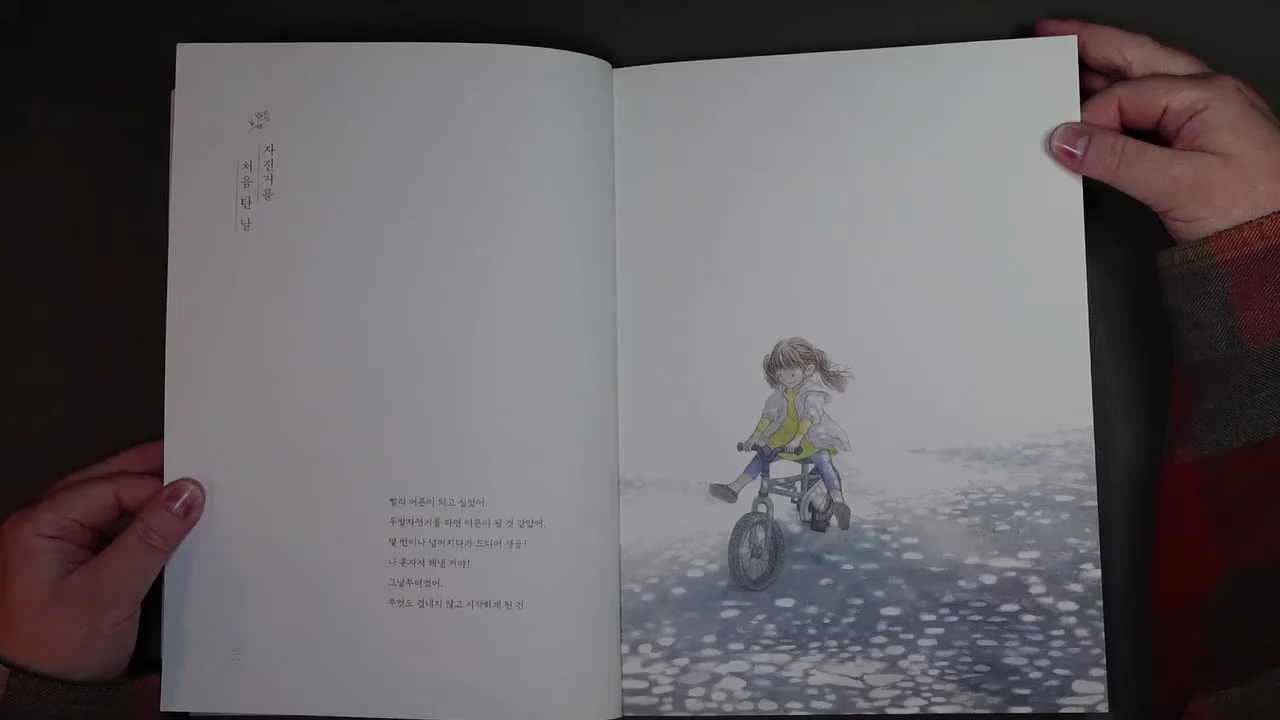 자전거를
처음 탄 날
빨리 어른이 되고 싶었어.
두발자전거를 타면 어른이 될 것 같았어.
몇 번이나 넘어지다가 드디어 성공!
나 혼자서 해낸 거야!
그날부터였어.
무엇도 겁내지 않고 시작하게 된 건.